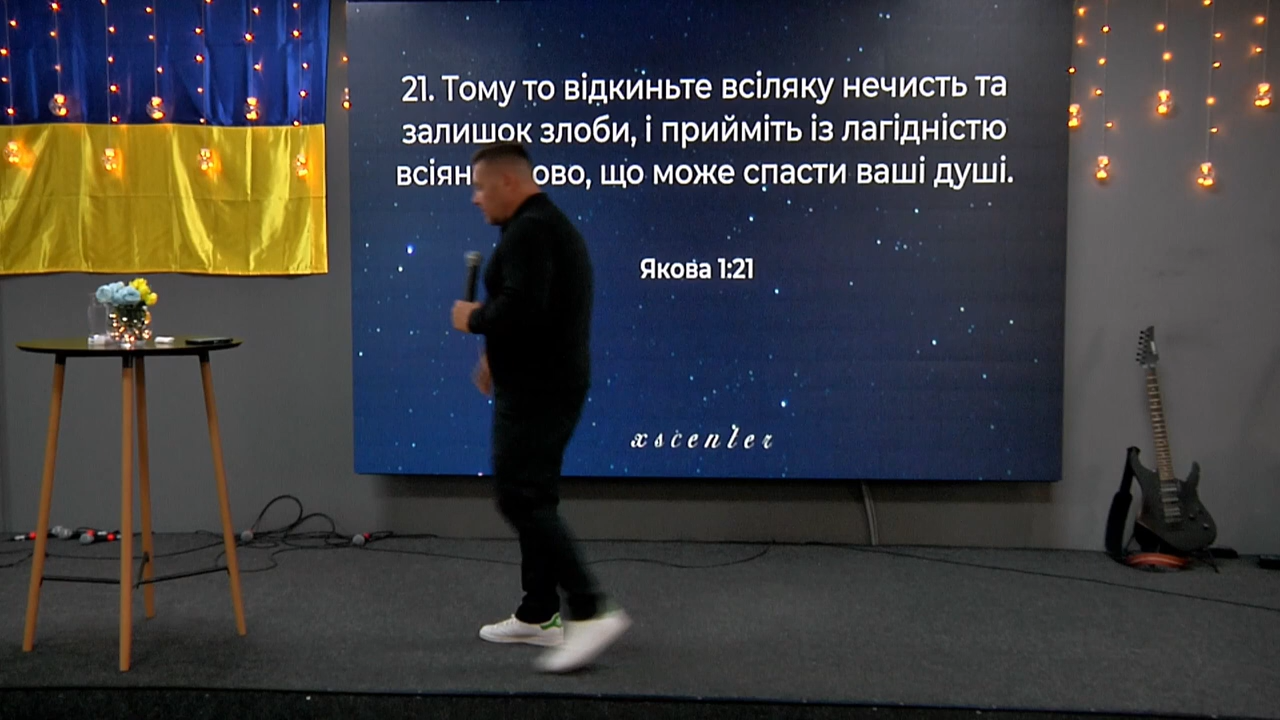 21. Тому то відкиньте всіляку нечисть та
залишок злоби, і прийміть із лагідністю
що може спасти ваші душі.
Якова 1:21
xscenter